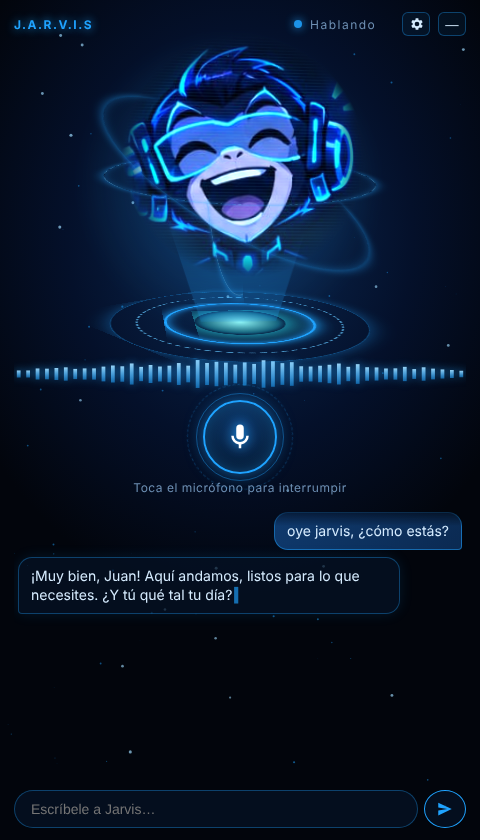 J.A.R.V.I.S
Hablando
Toca el micrófono para interrumpir
oye jarvis, ¿cómo estás?
¡Muy bien, Juan! Aquí andamos, listos para lo que
necesites. ¿Y tú qué tal tu día?
Escríbele a Jarvis…